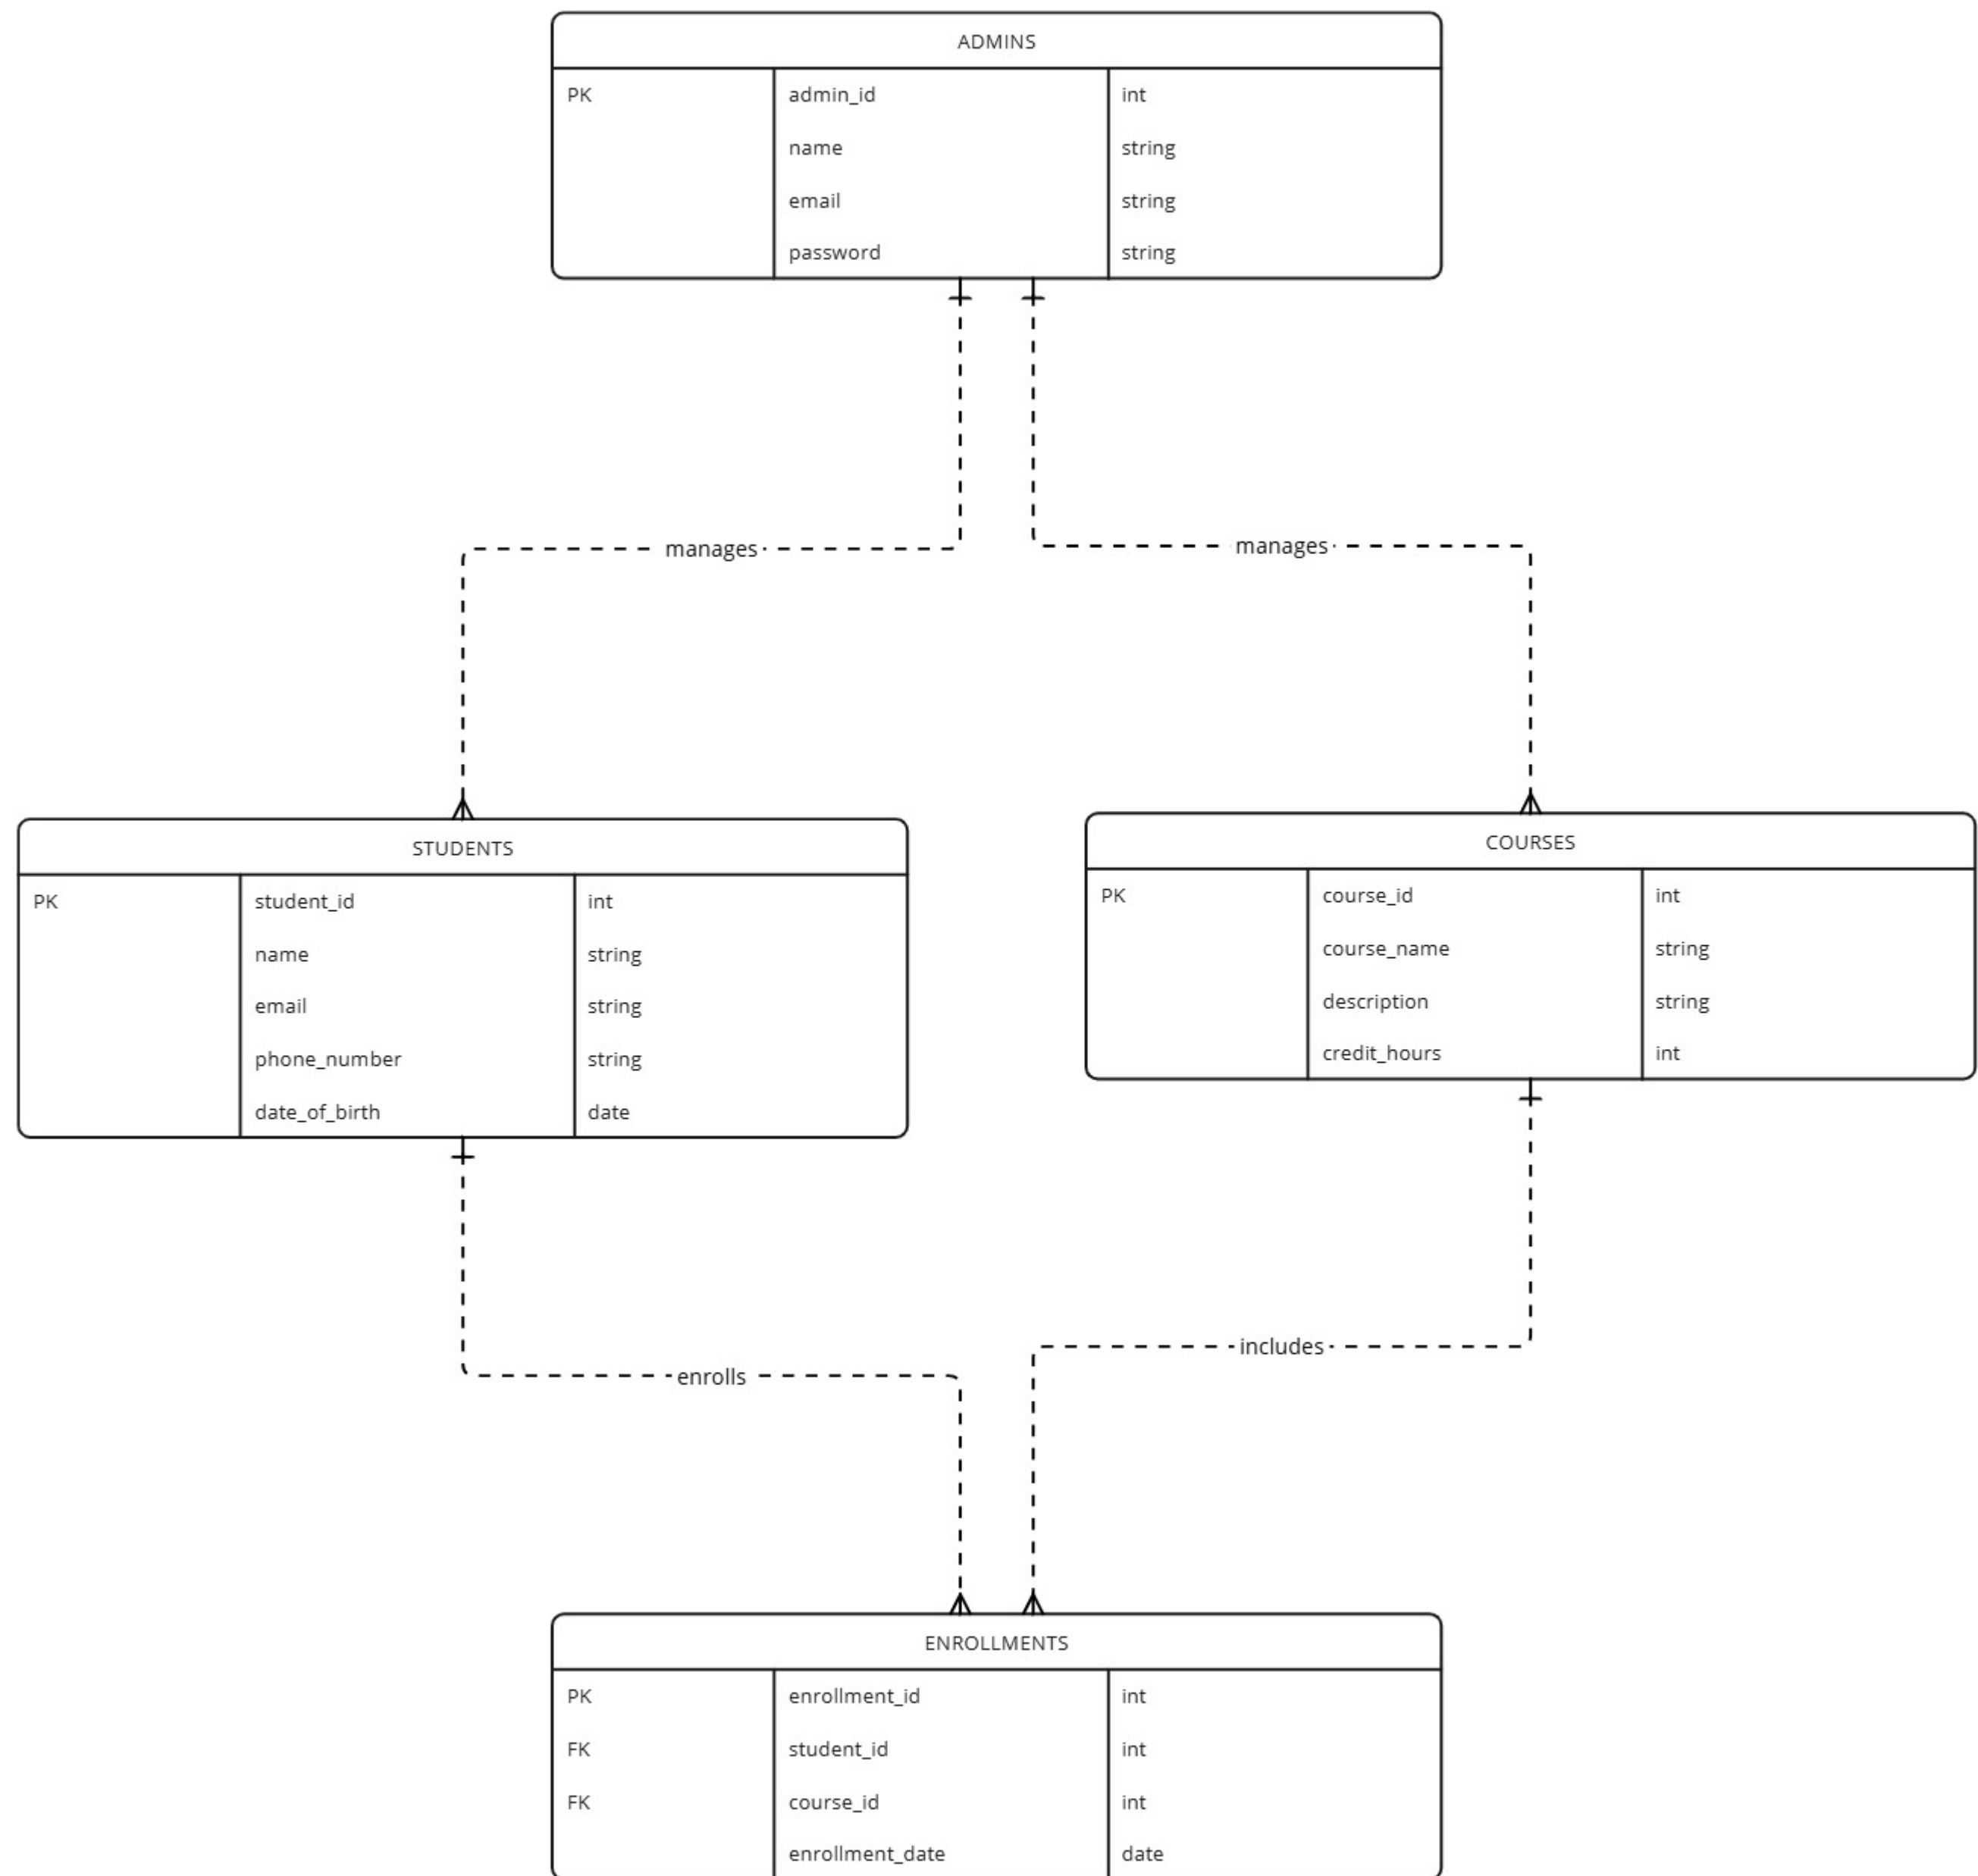 ADMINS
PK admin_id int
name string
email string
password string
manages manages
STUDENTS
PK student_id int
name string
email string
phone_number string
date_of_birth date
COURSES
PK course_id int
course_name string
description string
credit_hours int
enrolls includes
ENROLLMENTS
PK enrollment_id int
FK student_id int
FK course_id int
enrollment_date date